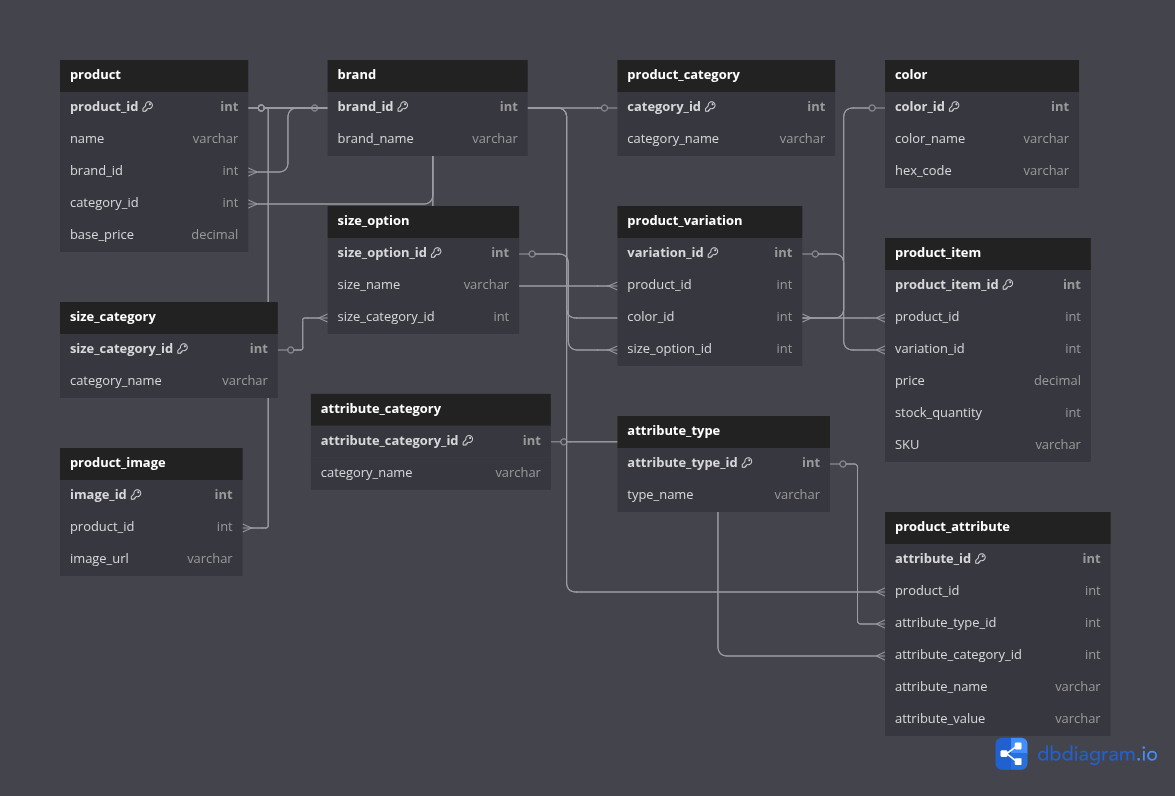 product
product_id int
name varchar
brand_id int
category_id int
base_price decimal
brand
brand_id int
brand_name varchar
product_category
category_id int
category_name varchar
color
color_id int
color_name varchar
hex_code varchar
size_option
size_option_id int
size_name varchar
size_category_id int
product_variation
variation_id int
product_id int
color_id int
size_option_id int
product_item
product_item_id int
product_id int
variation_id int
price decimal
stock_quantity int
SKU varchar
size_category
size_category_id int
category_name varchar
attribute_category
attribute_category_id int
category_name varchar
attribute_type
attribute_type_id int
type_name varchar
product_image
image_id int
product_id int
image_url varchar
product_attribute
attribute_id int
product_id int
attribute_type_id int
attribute_category_id int
attribute_name varchar
attribute_value varchar
dbdiagram.io